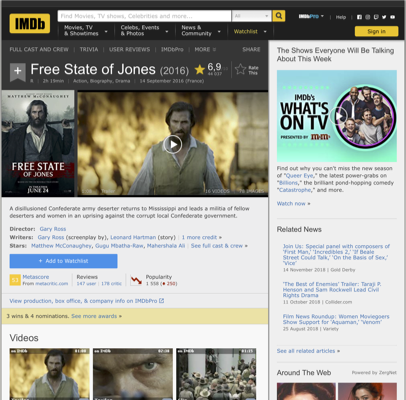 IMDb
Find Movies, TV shows, Celebrities and more...
All
IMDbPro
Help
Movies, TV
& Showtimes
Celebs, Events
& Photos
News &
Community
Watchlist
Sign in
FULL CAST AND CREW | TRIVIA | USER REVIEWS | IMDbPro | MORE
SHARE
Free State of Jones (2016)
6,9
Rate
This
2h 19min | Action, Biography, Drama | 14 September 2016 (France)
MATTHEW McCONAUGHEY
FREE STATE
OF JONES
JUNE 24
A disillusioned Confederate army deserter returns to Mississippi and leads a militia of fellow
deserters and women in an uprising against the corrupt local Confederate government.
Director: Gary Ross
Writers: Gary Ross (screenplay by), Leonard Hartman (story) | 1 more credit »
Stars: Matthew McConaughey, Gugu Mbatha-Raw, Mahershala Ali | See full cast & crew »
+ Add to Watchlist
Metascore
From metacritic.com
Reviews
147 user | 178 critic
Popularity
1 558
View production, box office, & company info on IMDbPro
3 wins & 4 nominations. See more awards »
Videos
The Shows Everyone Will Be Talking
About This Week
IMDb's
WHAT'S
ON TV
PRESENTED BY
Find out why you can't miss the new season
of "Queer Eye," the latest power-grabs on
"Billions," the brilliant pond-hopping comedy
"Catastrophe," and more.
Watch now »
Related News
Join Us: Special panel with composers of
'First Man,' 'Incredibles 2,' 'If Beale
Street Could Talk,' 'On the Basis of Sex,'
'Vice'
14 November 2018 | Gold Derby
'The Best of Enemies' Trailer: Taraji P.
Henson and Sam Rockwell Lead Civil
Rights Drama
11 October 2018 | Collider.com
Film News Roundup: Women Moviegoers
Show Support for 'Aquaman,' 'Venom'
25 August 2018 | Variety
See all related articles »
Around The Web
Powered by ZergNet